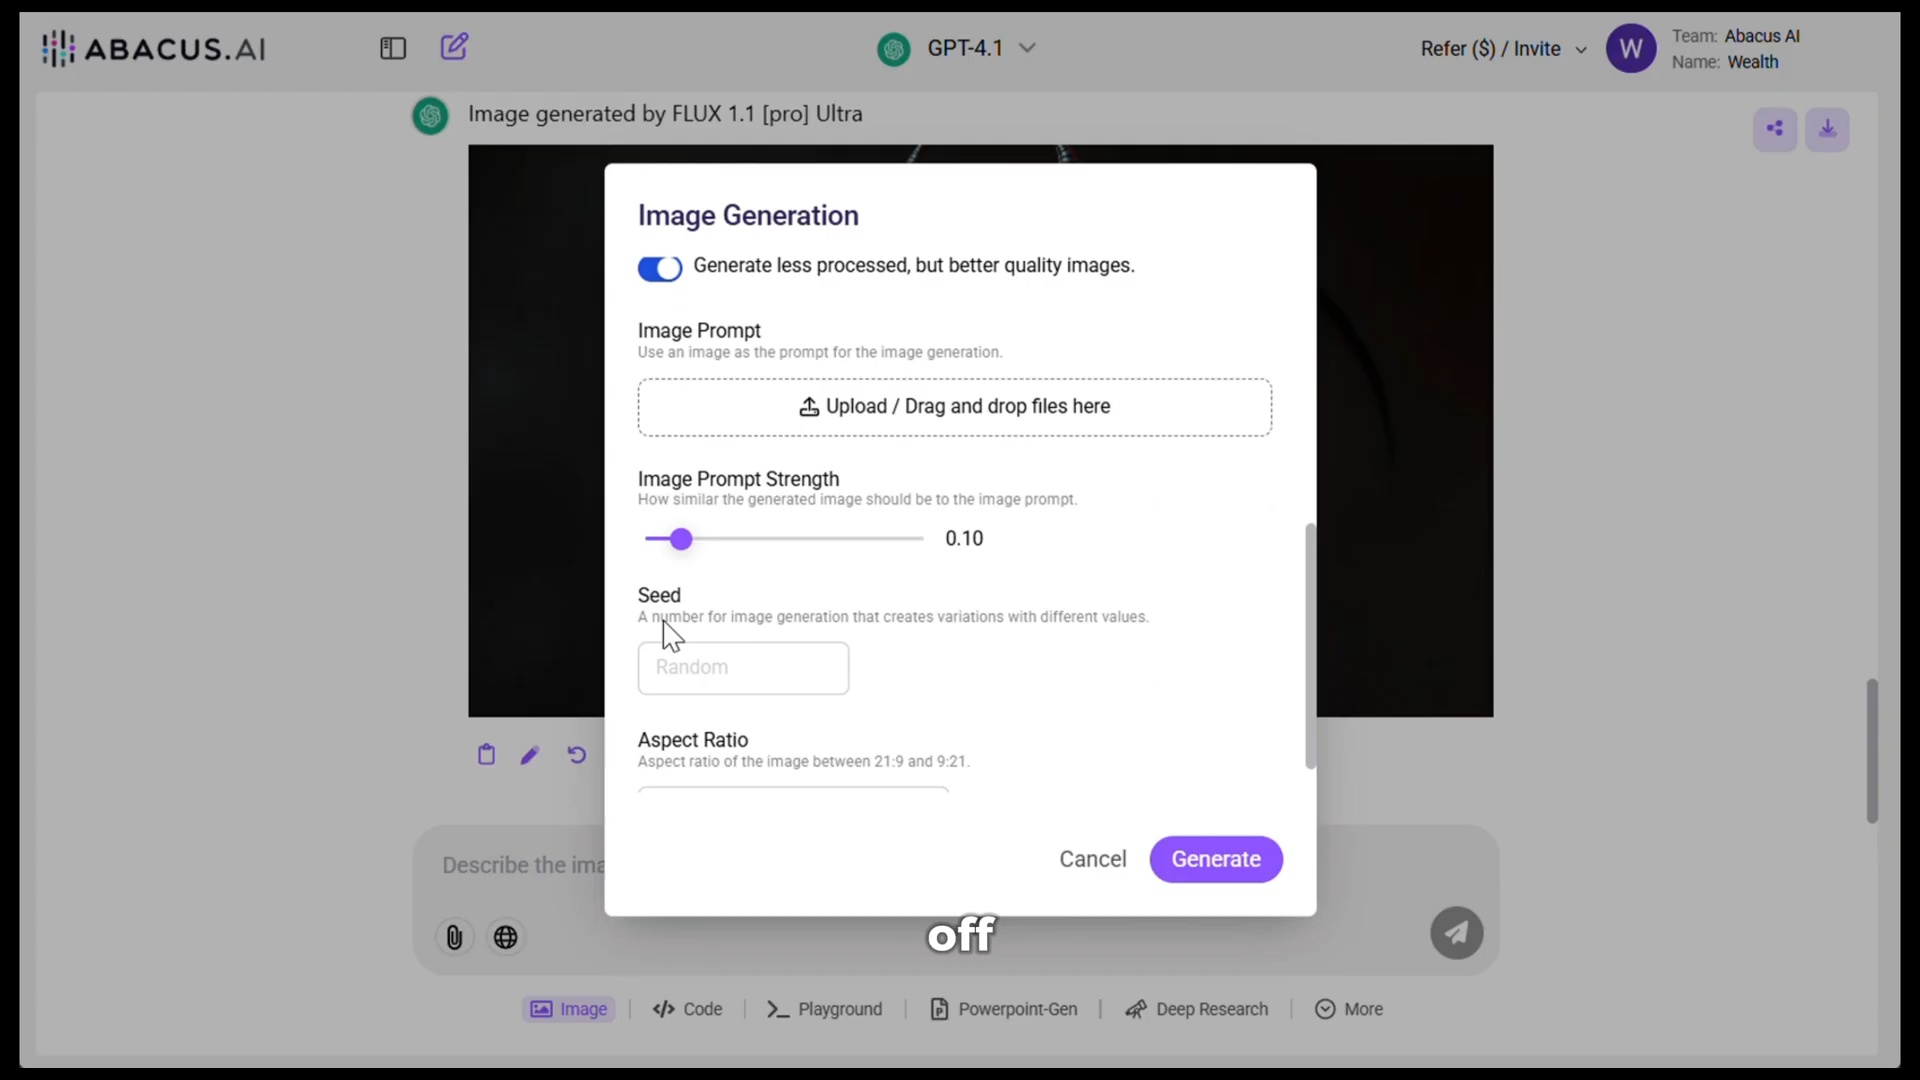 ABACUS.AI
GPT-4.1
Refer ($) / Invite
W
Team: Abacus AI
Name: Wealth
Image generated by FLUX 1.1 [pro] Ultra
Image Generation
Generate less processed, but better quality images.
Image Prompt
Use an image as the prompt for the image generation.
Upload / Drag and drop files here
Image Prompt Strength
How similar the generated image should be to the image prompt.
0.10
Seed
A number for image generation that creates variations with different values.
Random
Aspect Ratio
Aspect ratio of the image between 21:9 and 9:21.
Cancel
Generate
Describe the ima
off
Image
Code
Playground
Powerpoint-Gen
Deep Research
More